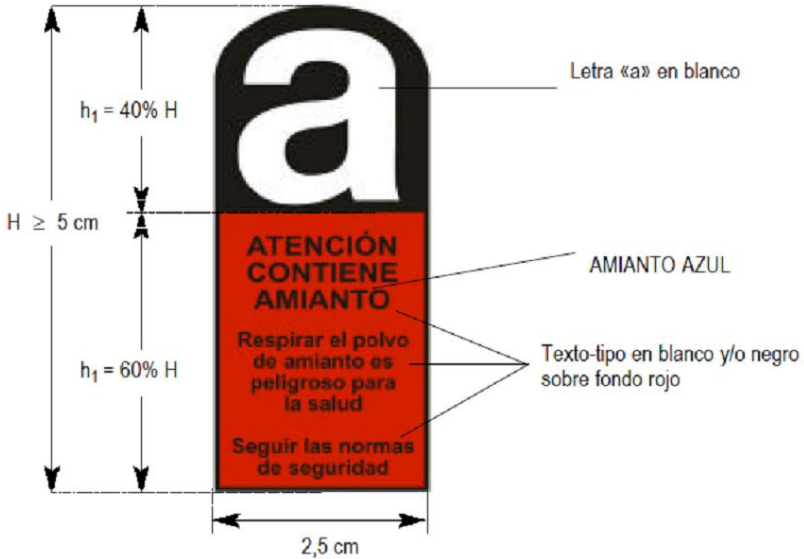 a
Letra «a» en blanco
h1 = 40% H
H ≥ 5 cm
ATENCIÓN
CONTIENE
AMIANTO
AMIANTO AZUL
Respirar el polvo
de amianto es
peligroso para
la salud
Texto-tipo en blanco y/o negro
sobre fondo rojo
h1 = 60% H
Seguir las normas
de seguridad
2,5 cm